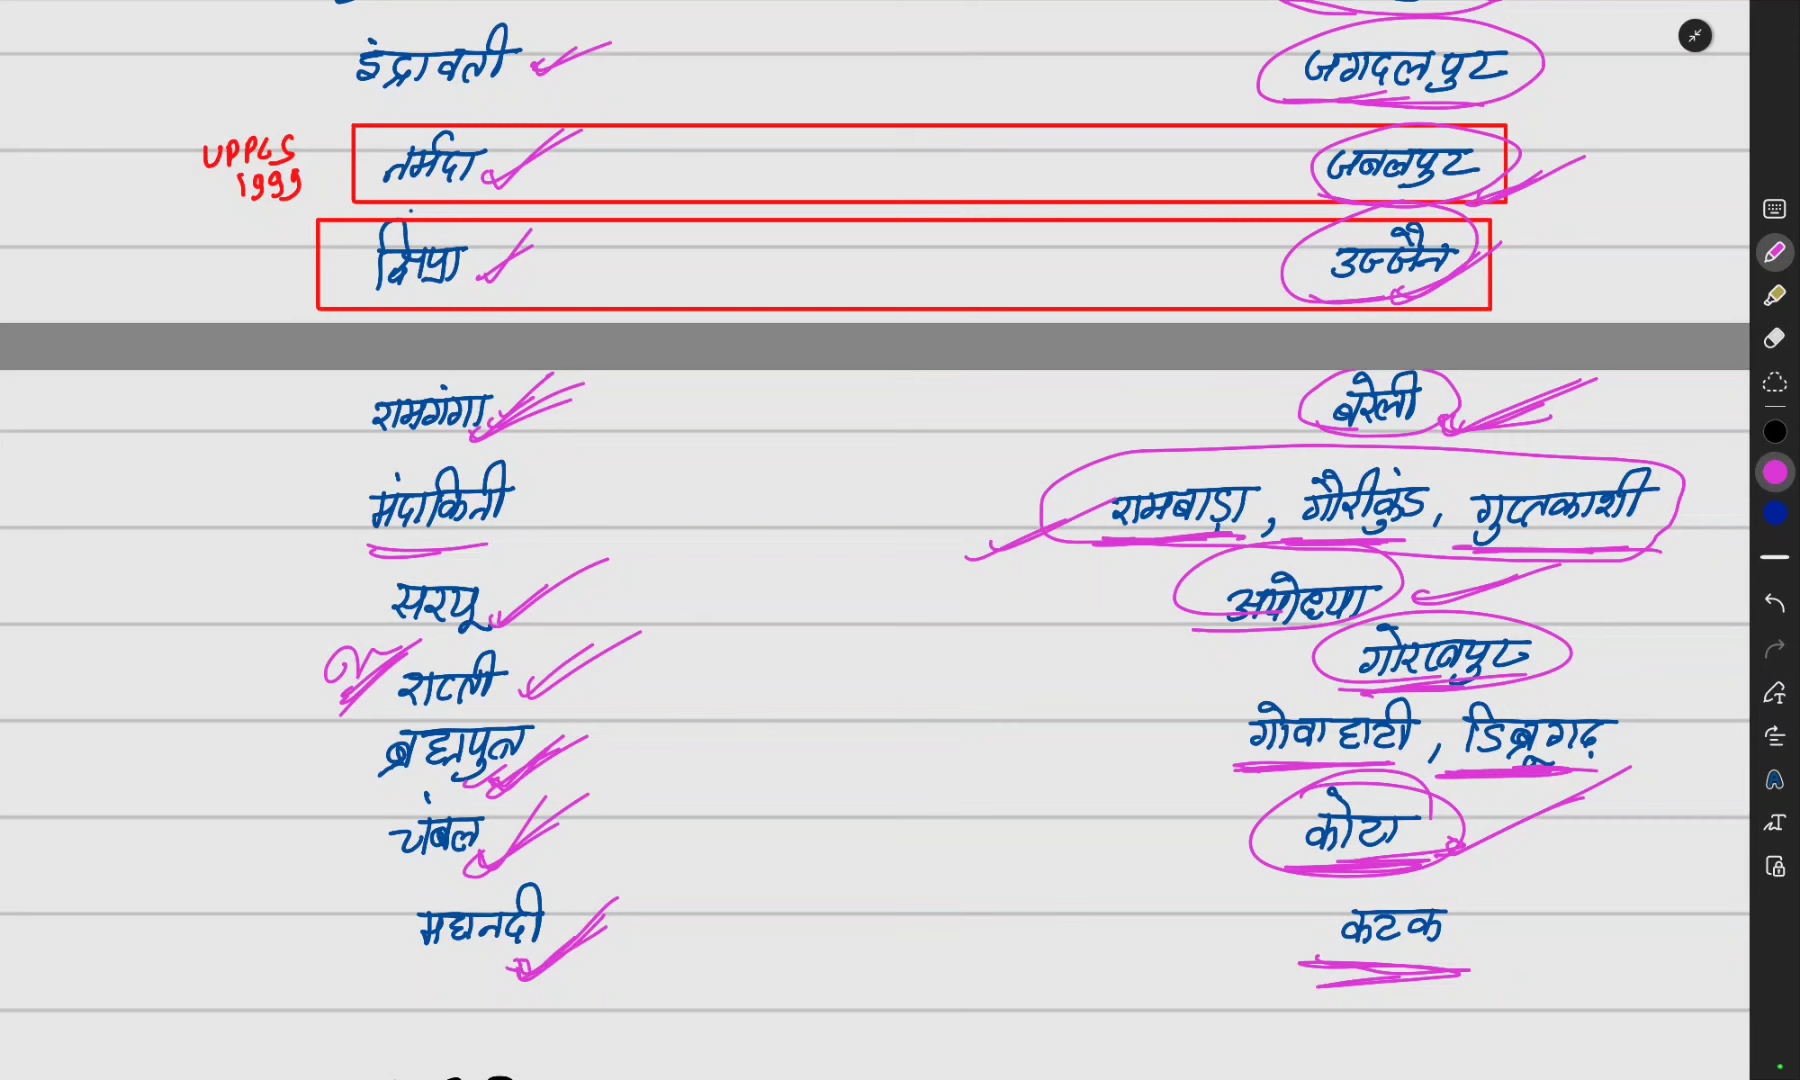 इंद्रावती जगदलपुर
UPPCS
1999
नर्मदा जबलपुर
क्षिप्रा उज्जैन
रामगंगा बरेली
मंदाकिनी रामबाड़ा, गौरीकुंड, गुप्तकाशी
सरयू अयोध्या
राप्ती गोरखपुर
ब्रह्मपुत्र गोवाहाटी, डिब्रूगढ़
चंबल कोटा
महानदी कटक